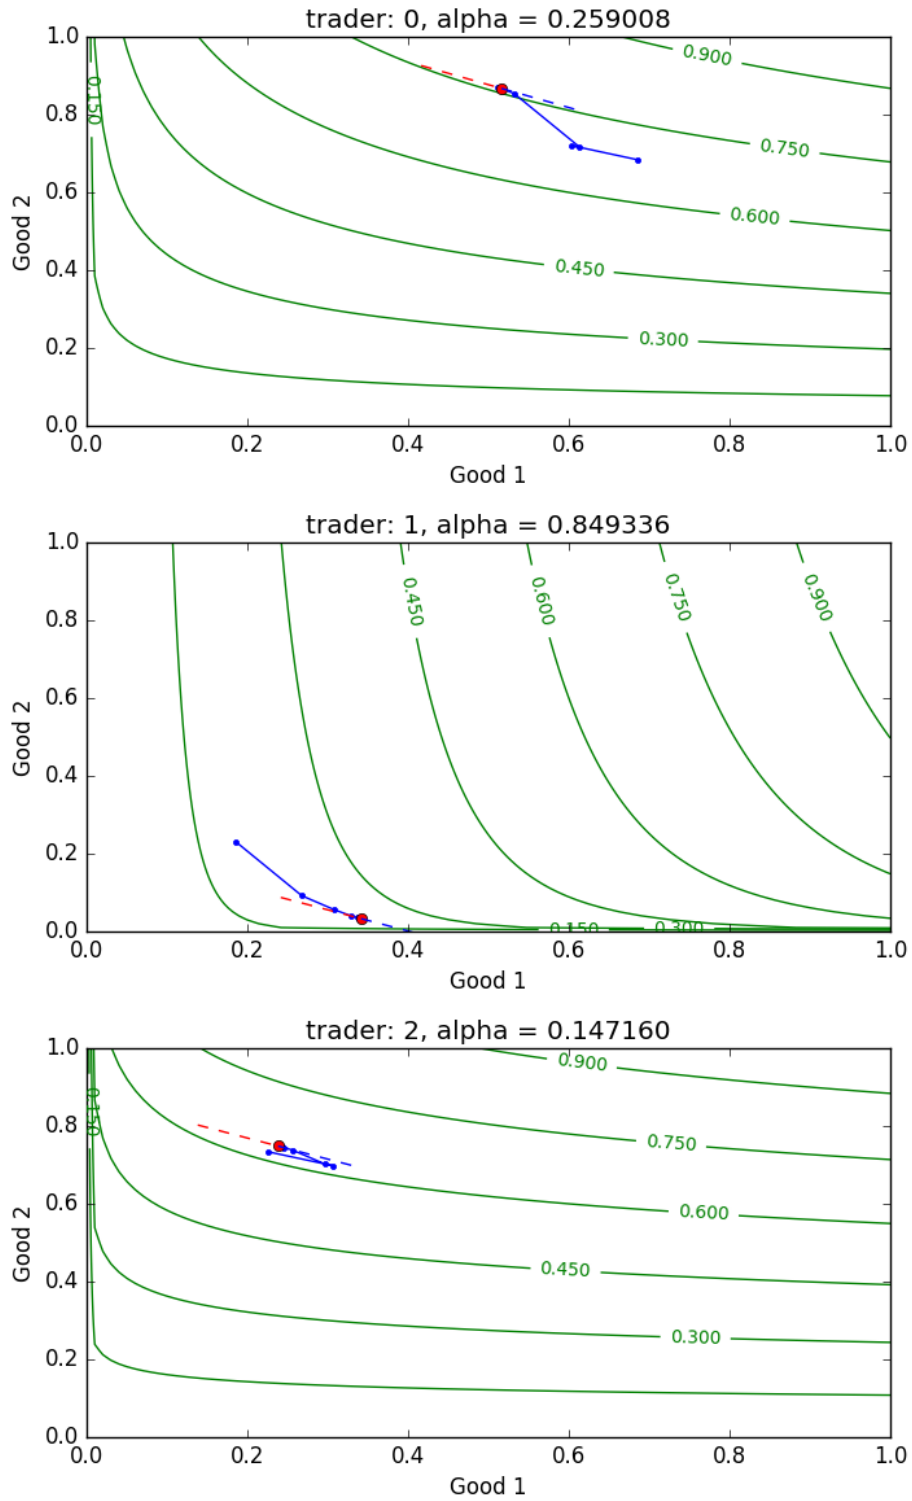 trader: 0, alpha = 0.259008
1.0
0.900
0.150
0.8
0.750
0.6
0.600
Good 2
0.450
0.4
0.300
0.2
0.0
0.0 0.2 0.4 0.6 0.8 1.0
Good 1
trader: 1, alpha = 0.849336
1.0
0.450 0.600 0.750 0.900
0.8
0.6
Good 2
0.4
0.2
0.0
0.150 0.300
0.0 0.2 0.4 0.6 0.8 1.0
Good 1
trader: 2, alpha = 0.147160
1.0
0.900
0.150
0.8
0.750
0.6
0.600
Good 2
0.450
0.4
0.300
0.2
0.0
0.0 0.2 0.4 0.6 0.8 1.0
Good 1